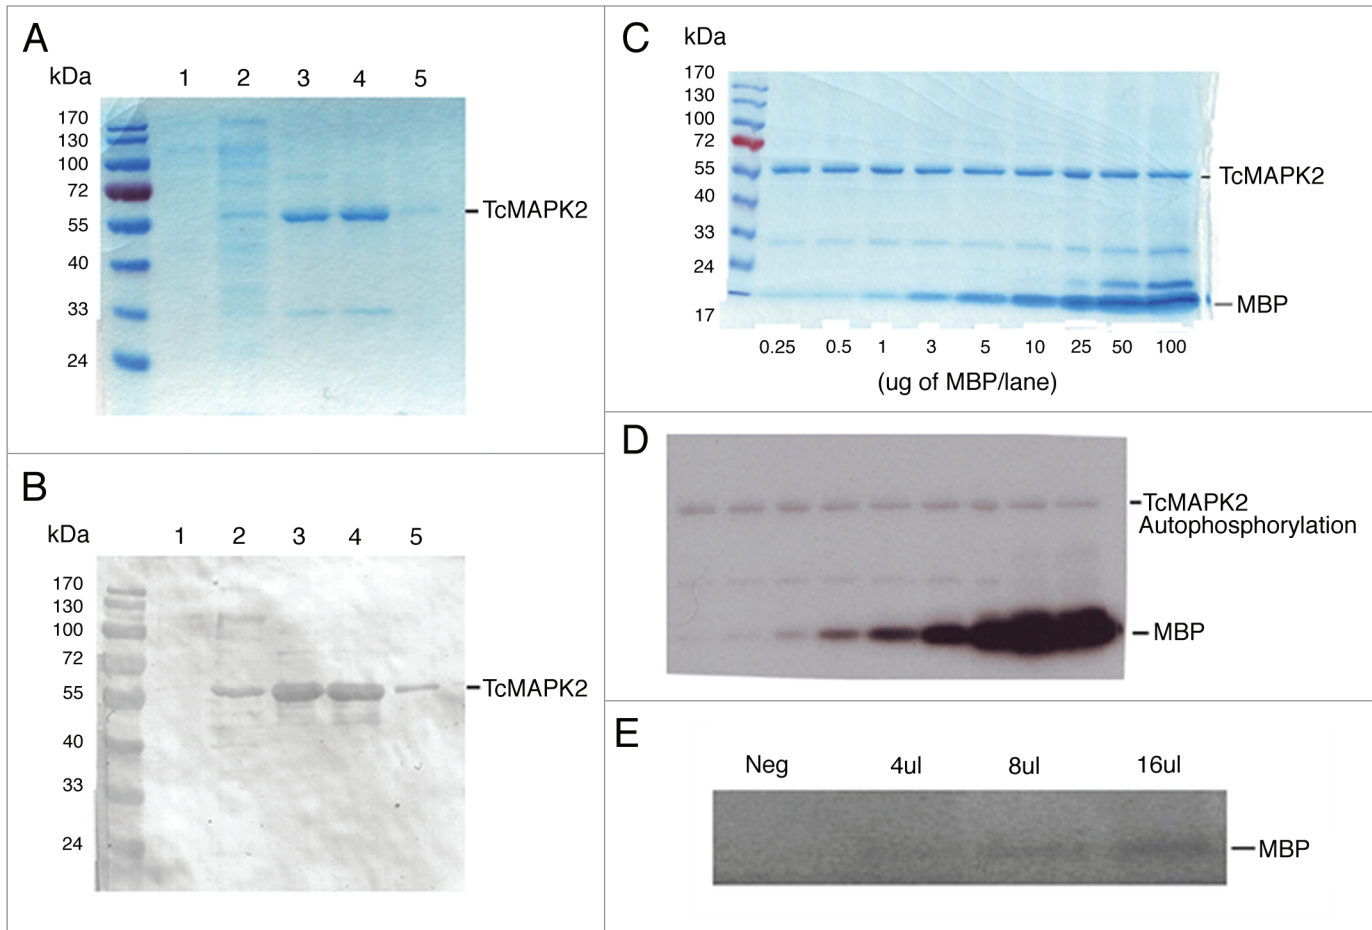 A
kDa
1 2 3 4 5
170
130
100
72
55
40
33
24
TcMAPK2
B
kDa
1 2 3 4 5
170
130
100
72
55
40
33
24
TcMAPK2
C
kDa
170
130
100
72
55
40
33
24
17
TcMAPK2
MBP
0.25 0.5 1 3 5 10 25 50 100
(ug of MBP/lane)
D
TcMAPK2
Autophosphorylation
MBP
E
Neg 4ul 8ul 16ul
MBP